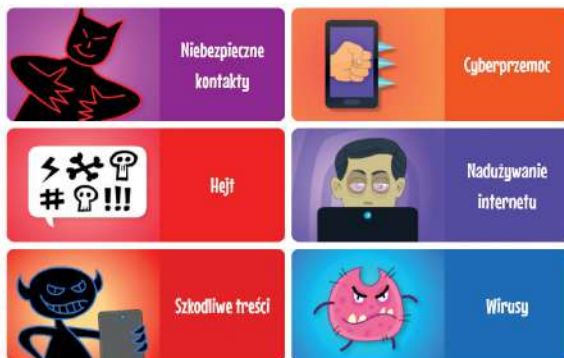 Niebezpieczne
kontakty
Cyberprzemoc
#!!!
Hejt
Nadużywanie
internetu
Szkodliwe treści
Wirusy